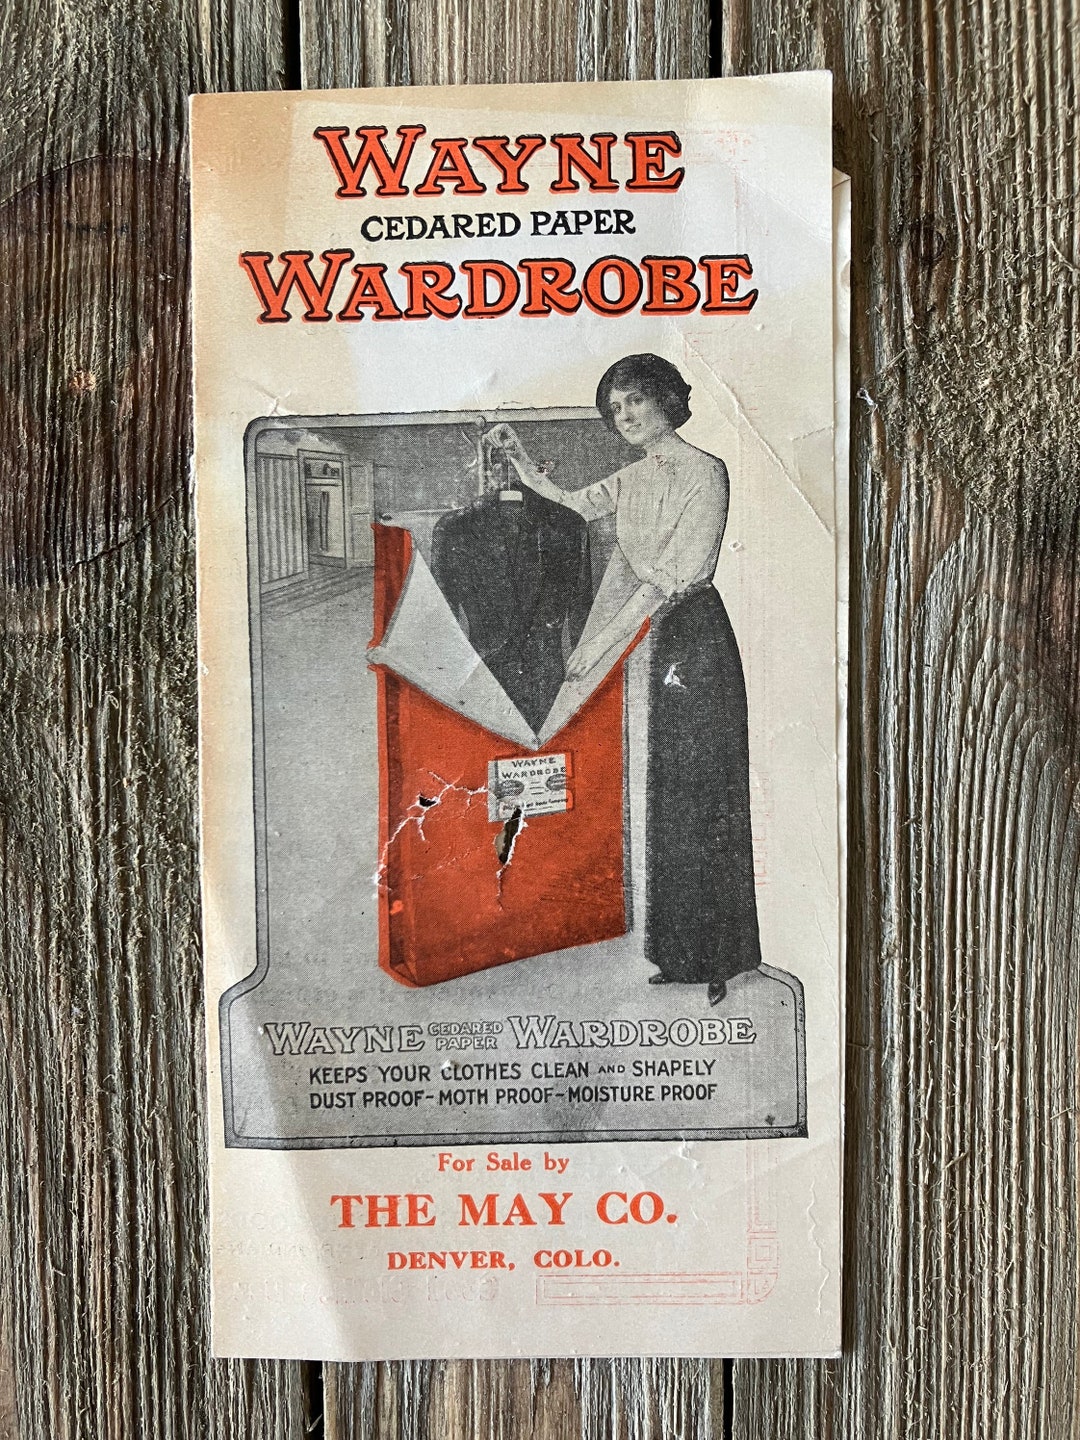 WAYNE
CEDARED PAPER
WARDROBE
WAYNE
WARDROBE
WAYNE CEDARED PAPER WARDROBE
KEEPS YOUR CLOTHES CLEAN AND SHAPELY
DUST PROOF-MOTH PROOF-MOISTURE PROOF
For Sale by
THE MAY CO.
DENVER, COLO.